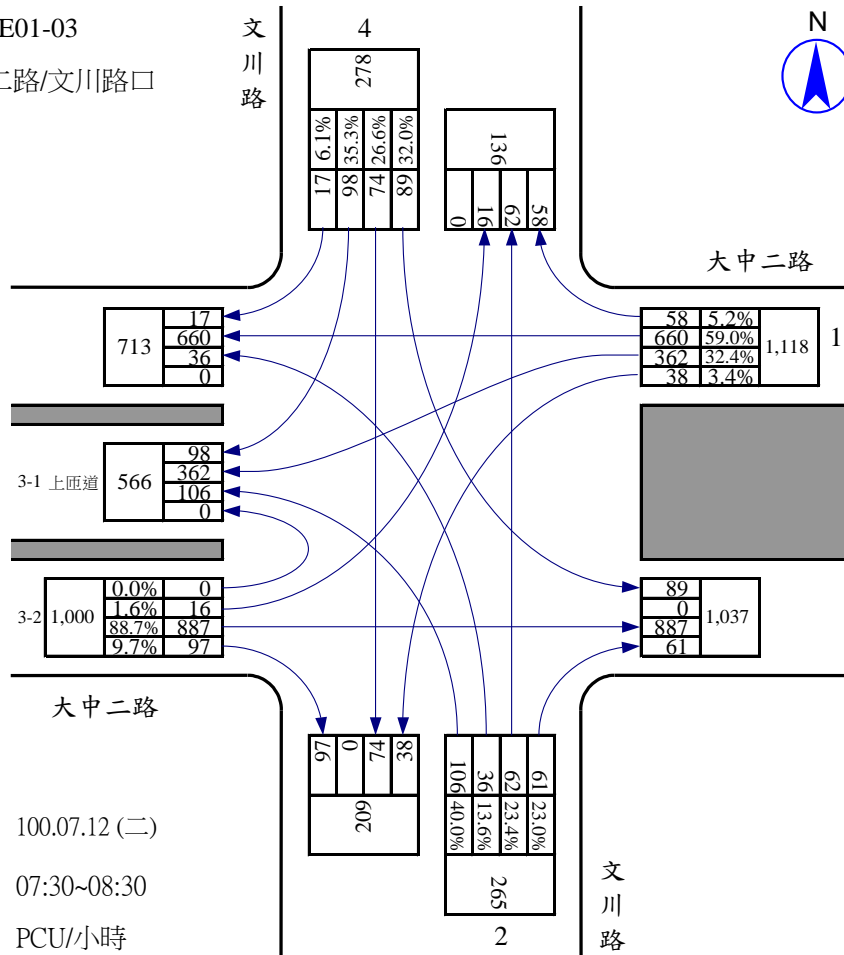 E01-03
二路/文川路口
文川路
4
278
6.1% 35.3% 26.6% 32.0%
17 98 74 89
136
0 16 62 58
N
大中二路
713
17
660
36
0
58 5.2%
660 59.0%
362 32.4%
38 3.4%
1,118
1
3-1 上匝道
566
98
362
106
0
3-2
1,000
0.0% 0
1.6% 16
88.7% 887
9.7% 97
89
0
887
61
1,037
大中二路
97 0 74 38
209
106 36 62 61
40.0% 13.6% 23.4% 23.0%
265
2
文川路
100.07.12 (二)
07:30~08:30
PCU/小時